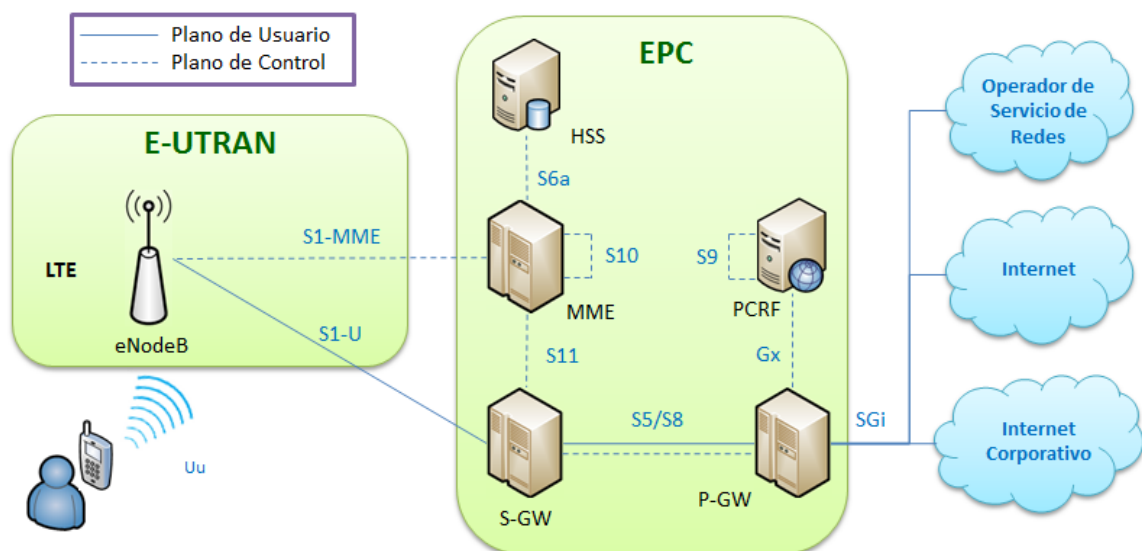 Plano de Usuario
Plano de Control
EPC
Operador de
Servicio de
Redes
HSS
E-UTRAN
S6a
S1-MME
LTE
S10
S9
Internet
MME
PCRF
S1-U
eNodeB
S11
Gx
S5/S8
SGi
Internet
Corporativo
Uu
P-GW
S-GW